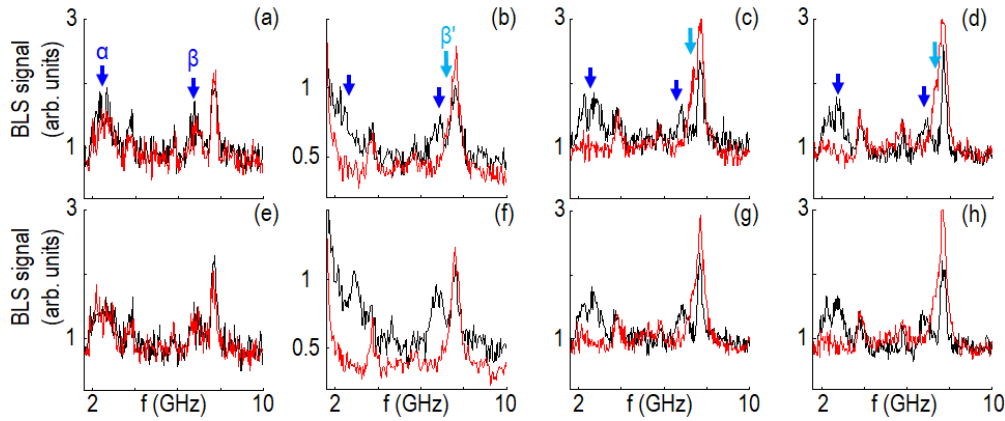 (a)
(b)
(c)
(d)
BLS signal
(arb. units)
3
1
α
β
1
0.5
β'
3
1
3
1
(e)
(f)
(g)
(h)
BLS signal
(arb. units)
3
1
1
0.5
3
1
3
1
2 f (GHz) 10
2 f (GHz) 10
2 f (GHz) 10
2 f (GHz) 10